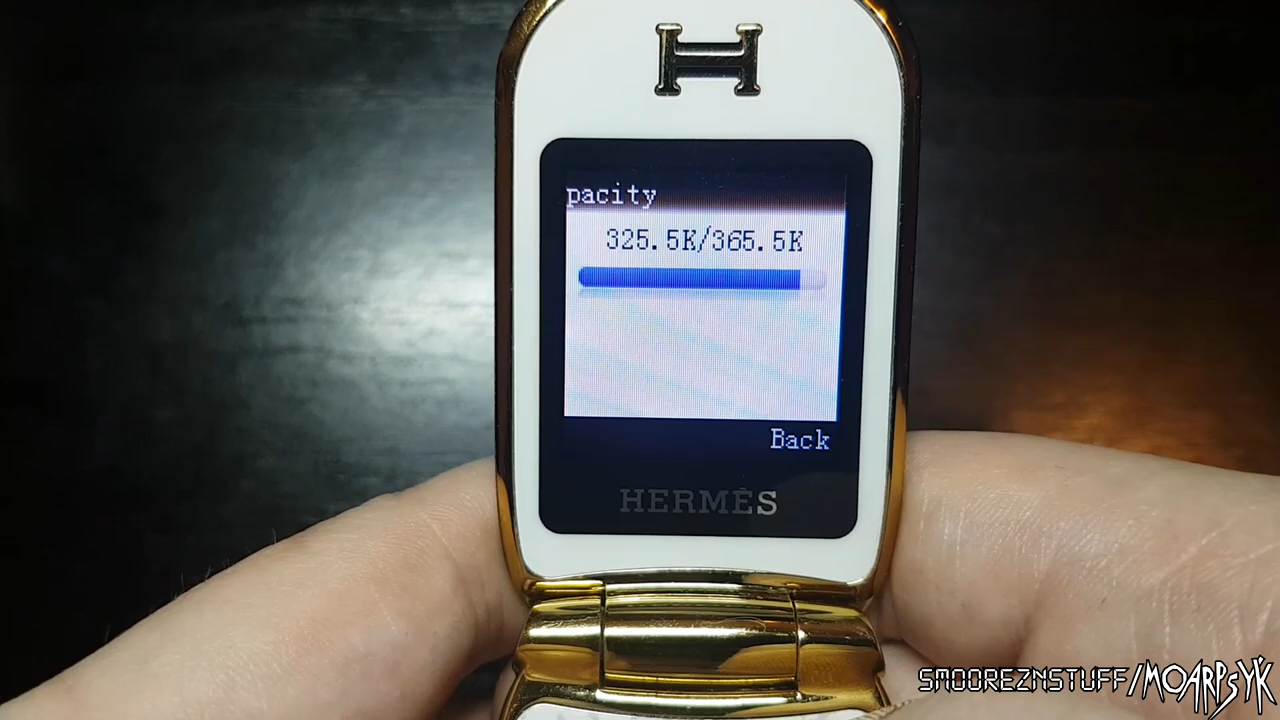 H
pacity
325.5K/365.5K
Back
HERMÈS
SMOOREZNSTUFF/MOARPSYK